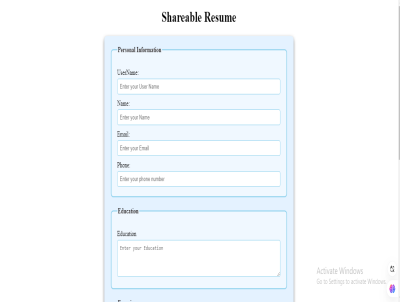 Shareable Resume
Personal Information
UserName:
Enter your User Name
Name:
Enter your Name
Email:
Enter your Email
Phone:
Enter your phone number
Education
Education
Enter your Education
Activate Windows
Go to Settings to activate Windows.